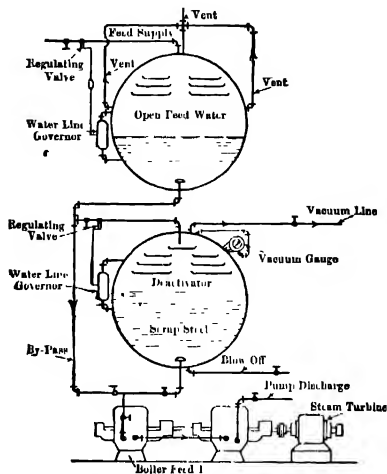 Vent
Feed Supply
Regulating
Valve
Vent
Vent
Open Feed Water
Water Line
Governor
Vacuum Line
Regulating
Valve
Vacuum Gauge
Water Line
Governor
Deactivator
Scrap Steel
By-Pass
Blow Off
Pump Discharge
Steam Turbine
Boiler Feed